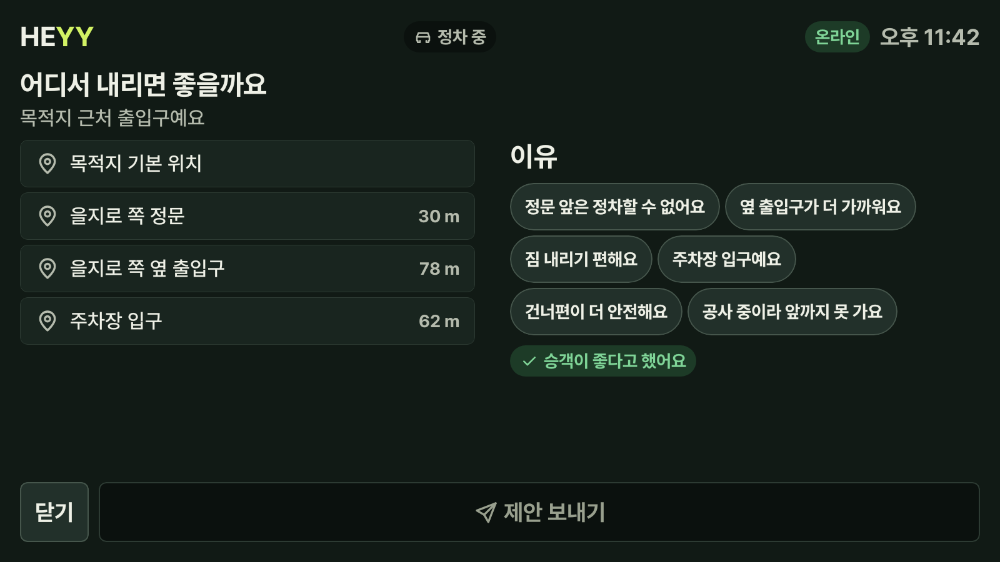 HEYY
정차 중
온라인 오후 11:42
어디서 내리면 좋을까요
목적지 근처 출입구예요
목적지 기본 위치
을지로 쪽 정문 30 m
을지로 쪽 옆 출입구 78 m
주차장 입구 62 m
이유
정문 앞은 정차할 수 없어요 옆 출입구가 더 가까워요
짐 내리기 편해요 주차장 입구예요
건너편이 더 안전해요 공사 중이라 앞까지 못 가요
승객이 좋다고 했어요
닫기 제안 보내기